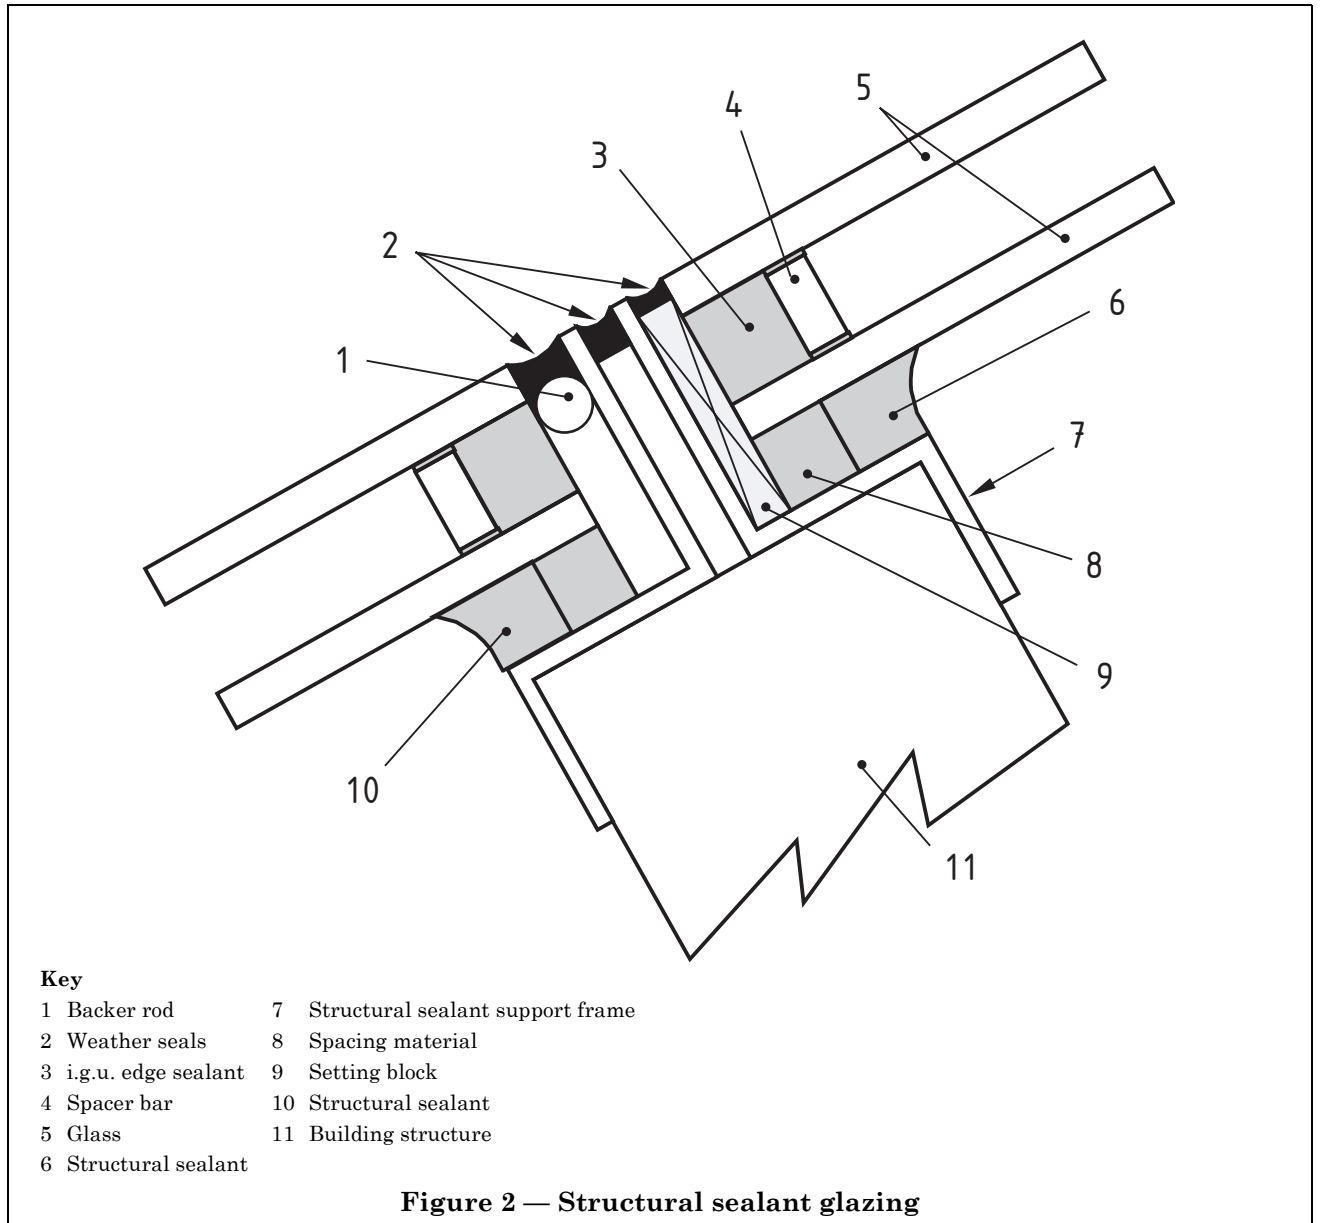 5
4
3
2
6
1
7
8
9
10
11
Key
1 Backer rod 7 Structural sealant support frame
2 Weather seals 8 Spacing material
3 i.g.u. edge sealant 9 Setting block
4 Spacer bar 10 Structural sealant
5 Glass 11 Building structure
6 Structural sealant
Figure 2 — Structural sealant glazing